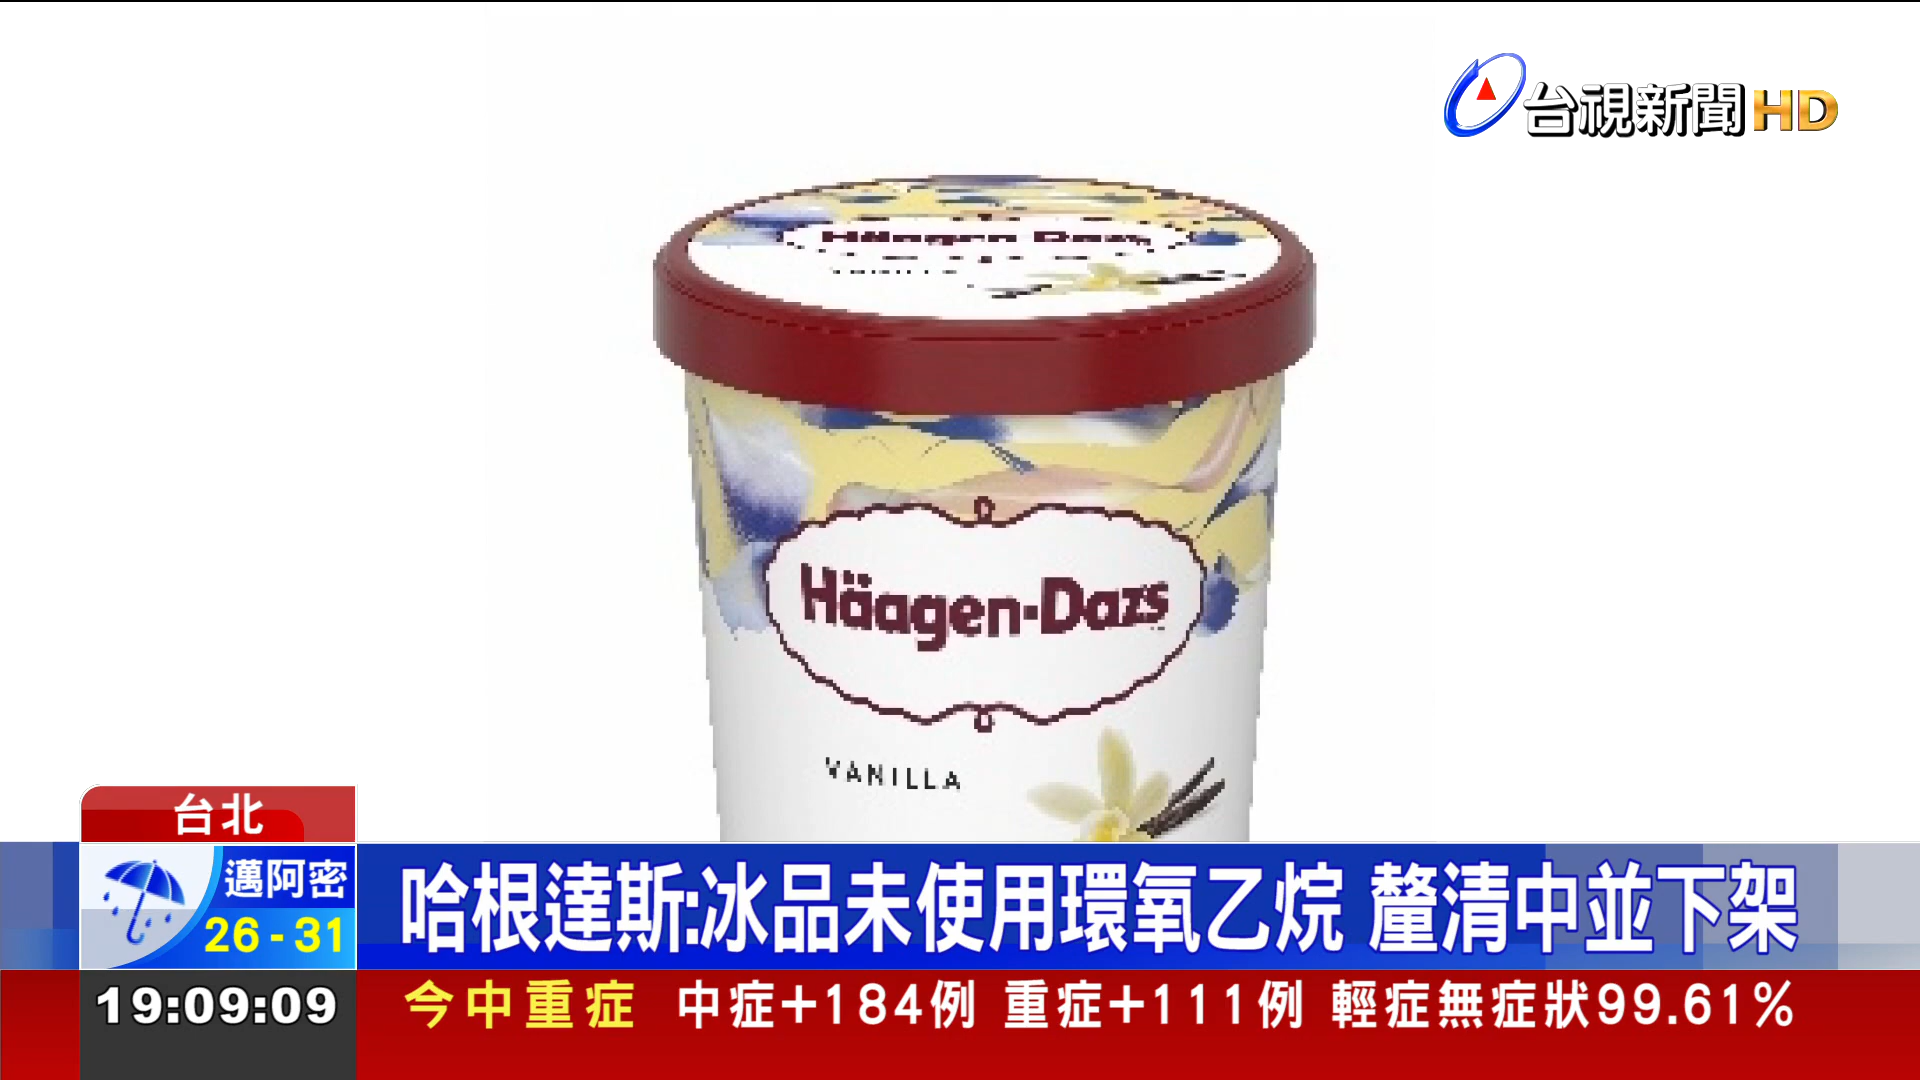 台視新聞HD
Häagen-Dazs
VANILLA
Häagen-Dazs
VANILLA
台北
邁阿密
26-31
哈根達斯:冰品未使用環氧乙烷 釐清中並下架
19:09:09
今中重症 中症+184例 重症+111例 輕症無症狀99.61%